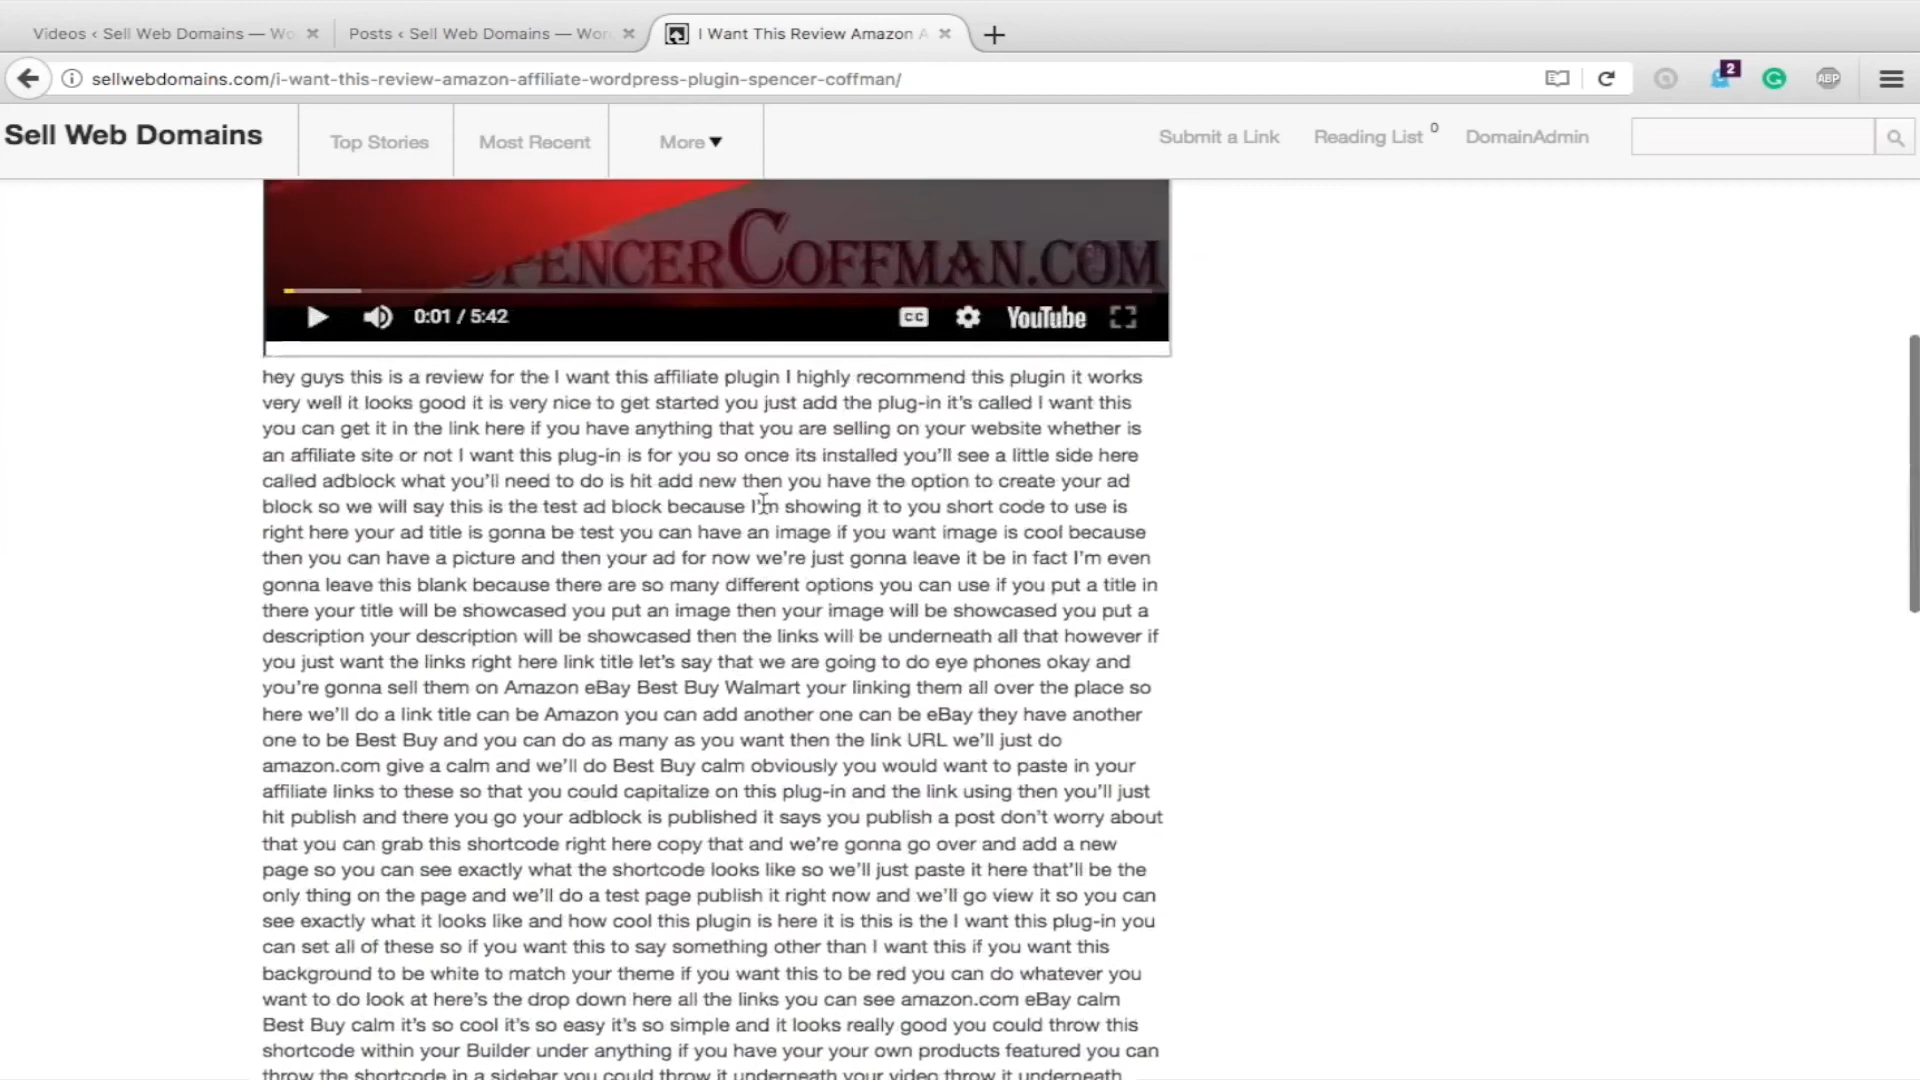 Videos ‹ Sell Web Domains — Wo
Posts ‹ Sell Web Domains — Wor
I Want This Review Amazon A
sellwebdomains.com/i-want-this-review-amazon-affiliate-wordpress-plugin-spencer-coffman/
2
ABP
Sell Web Domains
Top Stories
Most Recent
More ▼
Submit a Link
Reading List 0
DomainAdmin
SPENCERCOFFMAN.COM
0:01 / 5:42
CC
YouTube
hey guys this is a review for the I want this affiliate plugin I highly recommend this plugin it works
very well it looks good it is very nice to get started you just add the plug-in it's called I want this
you can get it in the link here if you have anything that you are selling on your website whether is
an affiliate site or not I want this plug-in is for you so once its installed you'll see a little side here
called adblock what you'll need to do is hit add new then you have the option to create your ad
block so we will say this is the test ad block because I'm showing it to you short code to use is
right here your ad title is gonna be test you can have an image if you want image is cool because
then you can have a picture and then your ad for now we're just gonna leave it be in fact I'm even
gonna leave this blank because there are so many different options you can use if you put a title in
there your title will be showcased you put an image then your image will be showcased you put a
description your description will be showcased then the links will be underneath all that however if
you just want the links right here link title let's say that we are going to do eye phones okay and
you're gonna sell them on Amazon eBay Best Buy Walmart your linking them all over the place so
here we'll do a link title can be Amazon you can add another one can be eBay they have another
one to be Best Buy and you can do as many as you want then the link URL we'll just do
amazon.com give a calm and we'll do Best Buy calm obviously you would want to paste in your
affiliate links to these so that you could capitalize on this plug-in and the link using then you'll just
hit publish and there you go your adblock is published it says you publish a post don't worry about
that you can grab this shortcode right here copy that and we're gonna go over and add a new
page so you can see exactly what the shortcode looks like so we'll just paste it here that'll be the
only thing on the page and we'll do a test page publish it right now and we'll go view it so you can
see exactly what it looks like and how cool this plugin is here it is this is the I want this plug-in you
can set all of these so if you want this to say something other than I want this if you want this
background to be white to match your theme if you want this to be red you can do whatever you
want to do look at here's the drop down here all the links you can see amazon.com eBay calm
Best Buy calm it's so cool it's so easy it's so simple and it looks really good you could throw this
shortcode within your Builder under anything if you have your your own products featured you can
throw the shortcode in a sidebar you could throw it underneath your video throw it underneath